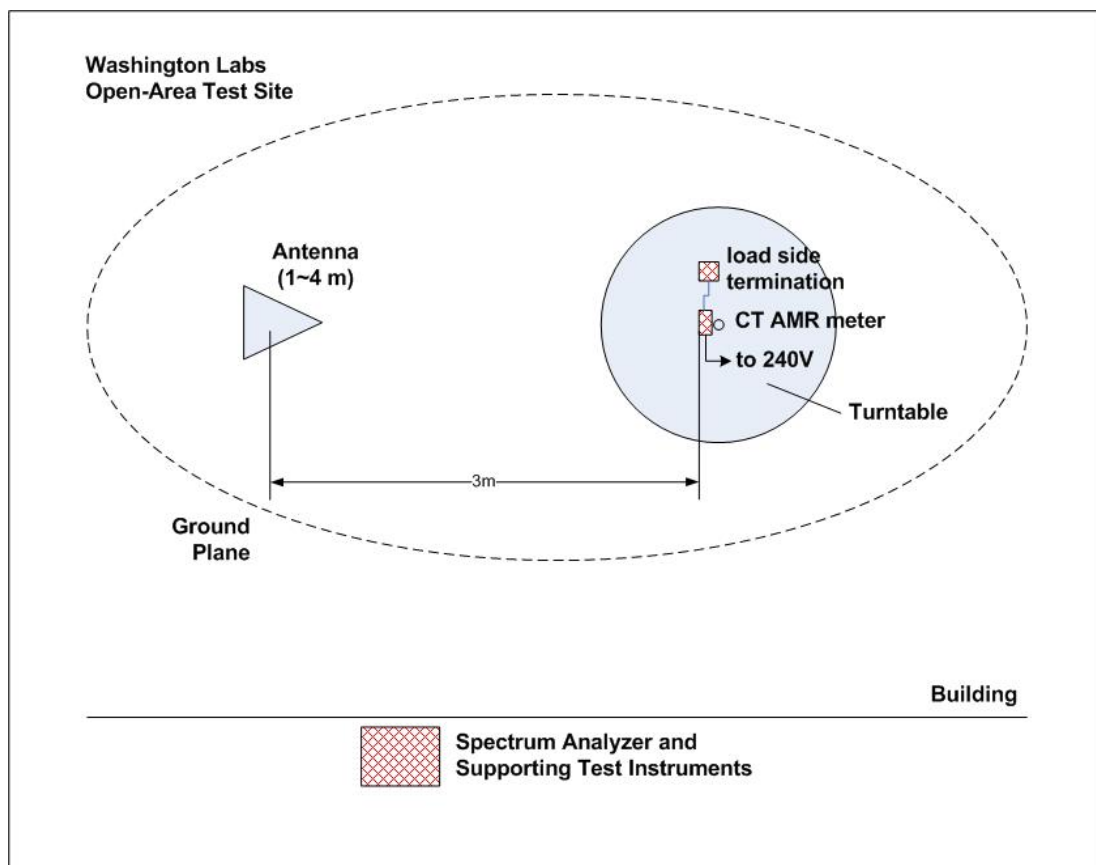 Washington Labs
Open-Area Test Site
Antenna
(1~4 m)
load side
termination
CT AMR meter
to 240V
Turntable
3m
Ground
Plane
Building
Spectrum Analyzer and
Supporting Test Instruments